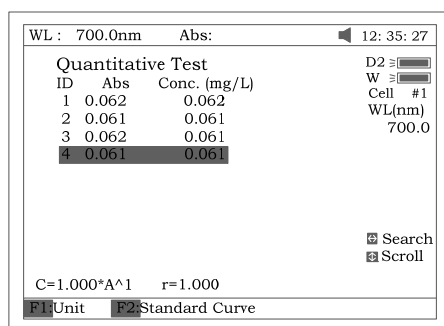 WL : 700.0nm Abs: 12: 35: 27
Quantitative Test
ID Abs Conc. (mg/L)
1 0.062 0.062
2 0.061 0.061
3 0.062 0.062
4 0.061 0.061
D2
W
Cell #1
WL(nm)
700.0
Search
Scroll
C=1.000*A^1 r=1.000
F1:Unit F2:Standard Curve